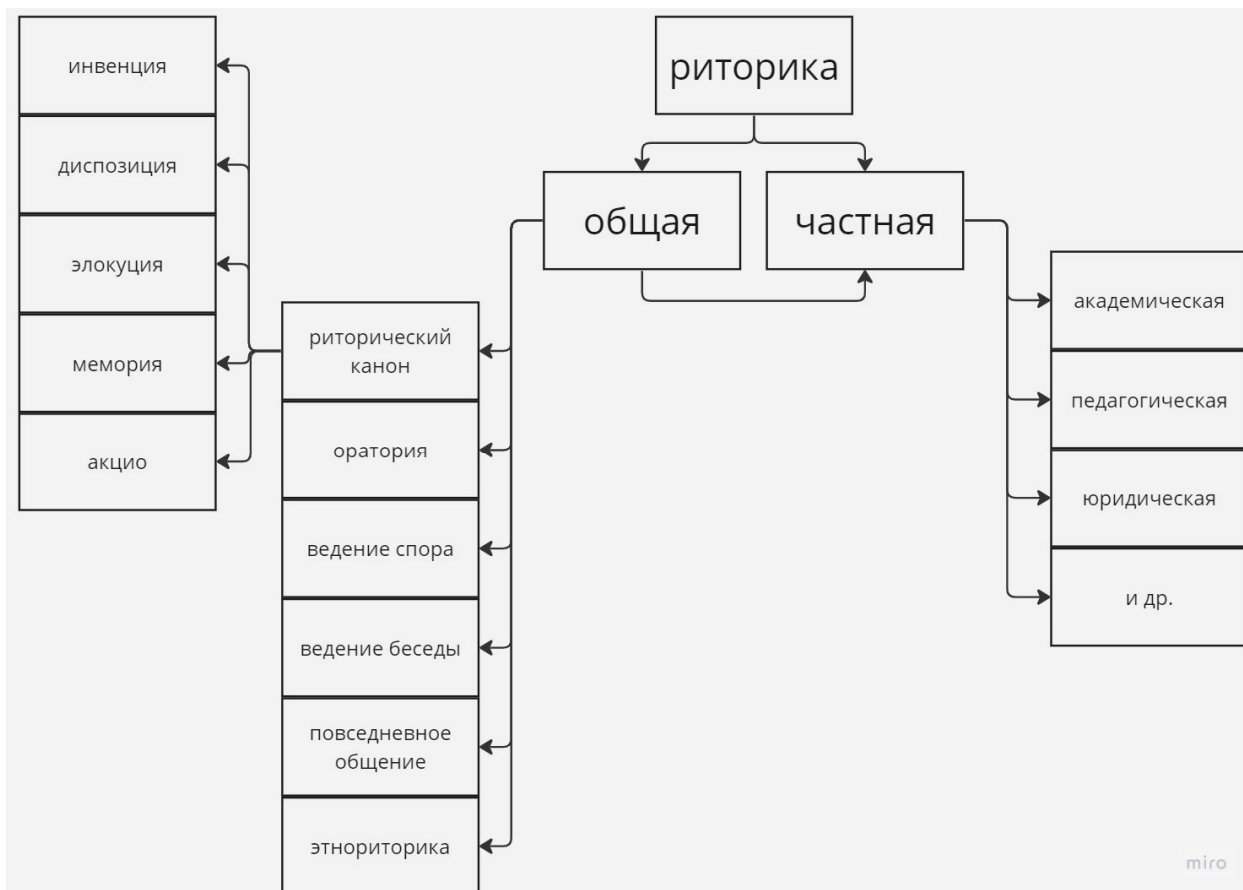 риторика
общая
частная
инвенция
диспозиция
элокуция
мемория
акцио
риторический
канон
оратория
ведение спора
ведение беседы
повседневное
общение
этнориторика
академическая
педагогическая
юридическая
и др.
miro